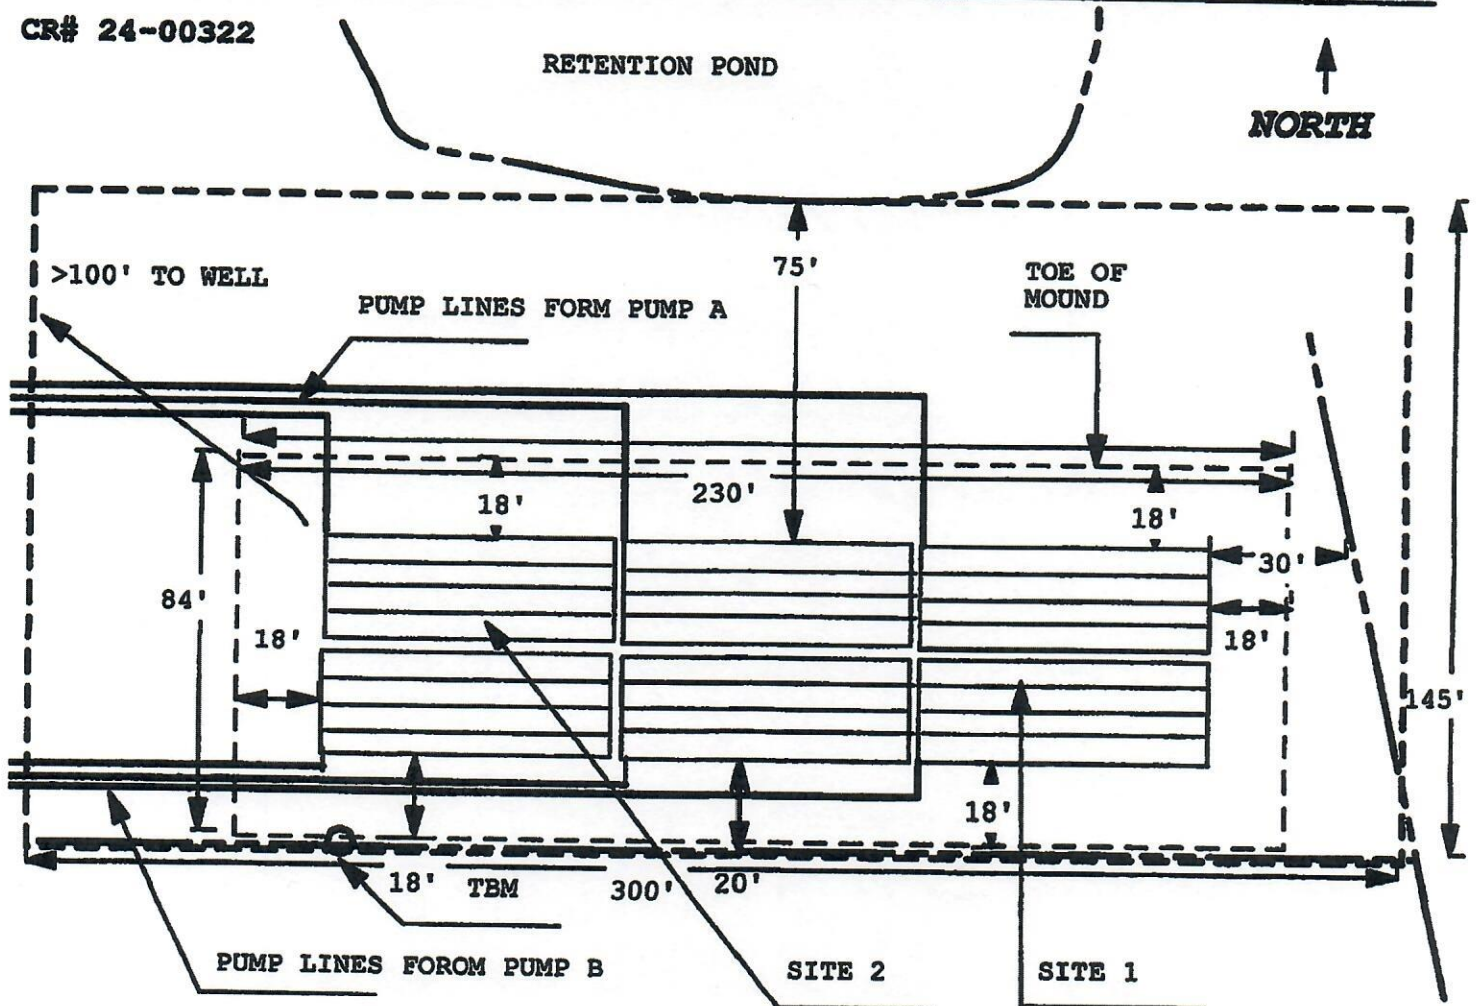 CR# 24-00322
RETENTION POND
NORTH
>100' TO WELL
75'
TOE OF
MOUND
PUMP LINES FORM PUMP A
18'
230'
18'
30'
84'
18'
18'
145'
18'
18'
TBM
300'
20'
PUMP LINES FOROM PUMP B
SITE 2
SITE 1